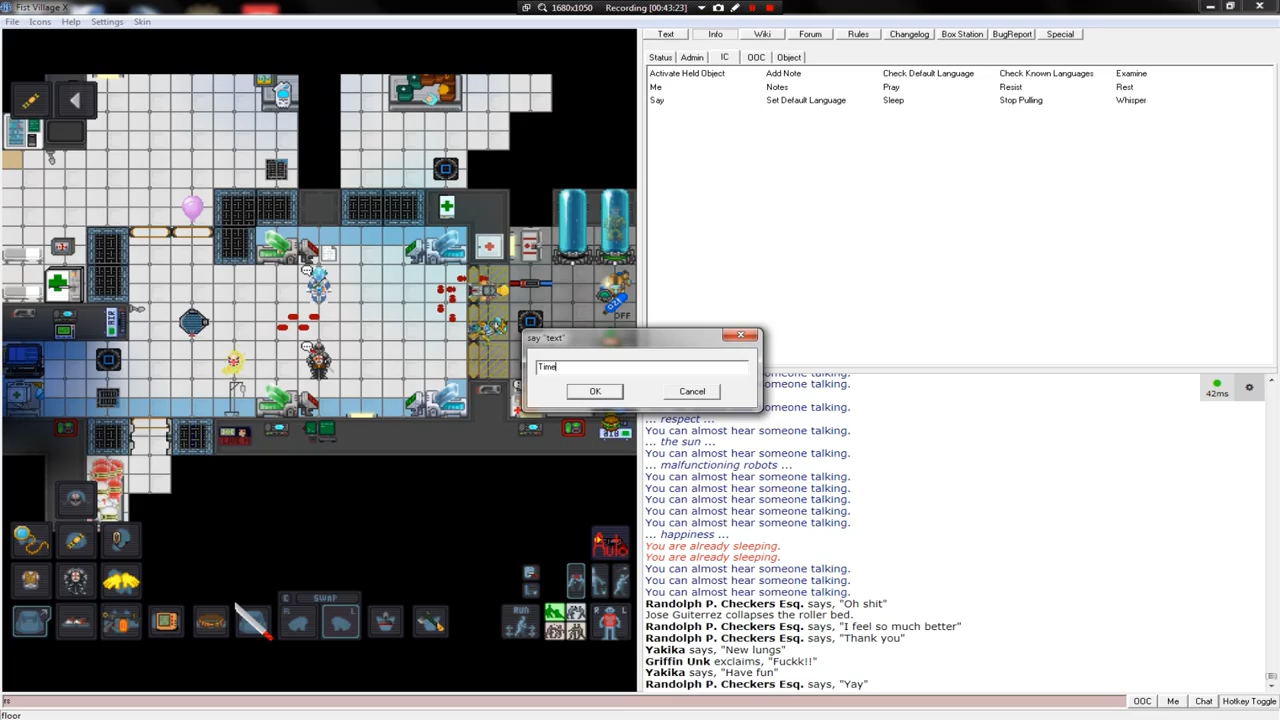 Fist Village X
1680x1050 Recording [00:43:23]
File Icons Help Settings Skin
Text Info Wiki Forum Rules Changelog Box Station BugReport Special
Status Admin IC OOC Object
Activate Held Object Add Note Check Default Language Check Known Languages Examine
Me Notes Pray Resist Rest
Say Set Default Language Sleep Stop Pulling Whisper
OFF
say "text"
Time
OK Cancel
42ms
You can almost hear someone talking.
You can almost hear someone talking.
... respect ...
You can almost hear someone talking.
... the sun ...
You can almost hear someone talking.
... malfunctioning robots ...
You can almost hear someone talking.
You can almost hear someone talking.
You can almost hear someone talking.
You can almost hear someone talking.
You can almost hear someone talking.
... happiness ...
You are already sleeping.
You are already sleeping.
You can almost hear someone talking.
You can almost hear someone talking.
You can almost hear someone talking.
Randolph P. Checkers Esq. says, "Oh shit"
Jose Guiterrez collapses the roller bed.
Randolph P. Checkers Esq. says, "I feel so much better"
Randolph P. Checkers Esq. says, "Thank you"
Yakika says, "New lungs"
Griffin Unk exclaims, "Fuckk!!"
Yakika says, "Have fun"
Randolph P. Checkers Esq. says, "Yay"
Auto
SWAP
R L
RUN
R L
OOC Me Chat Hotkey Toggle
floor